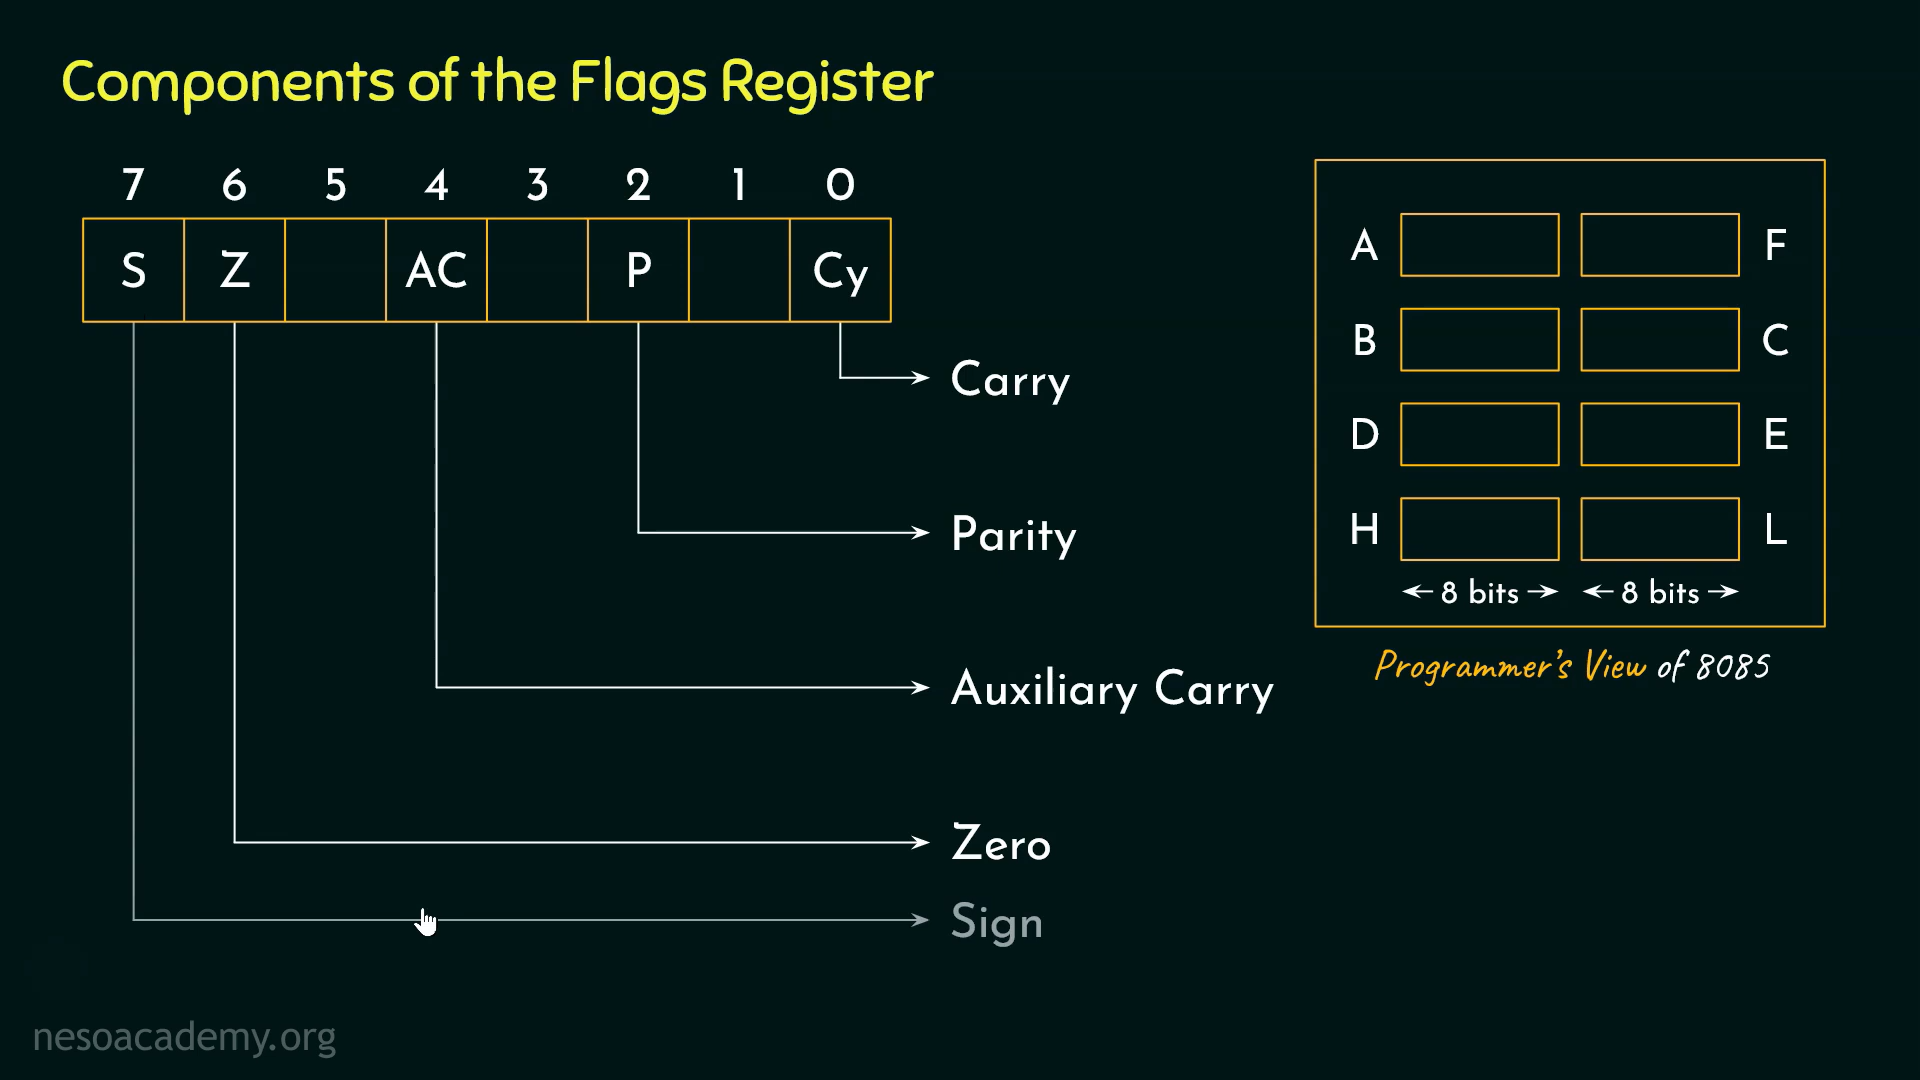 Components of the Flags Register
7 6 5 4 3 2 1 0
S Z AC P Cy
Carry
Parity
Auxiliary Carry
Zero
Sign
A F
B C
D E
H L
8 bits 8 bits
Programmer's View of 8085
nesoacademy.org